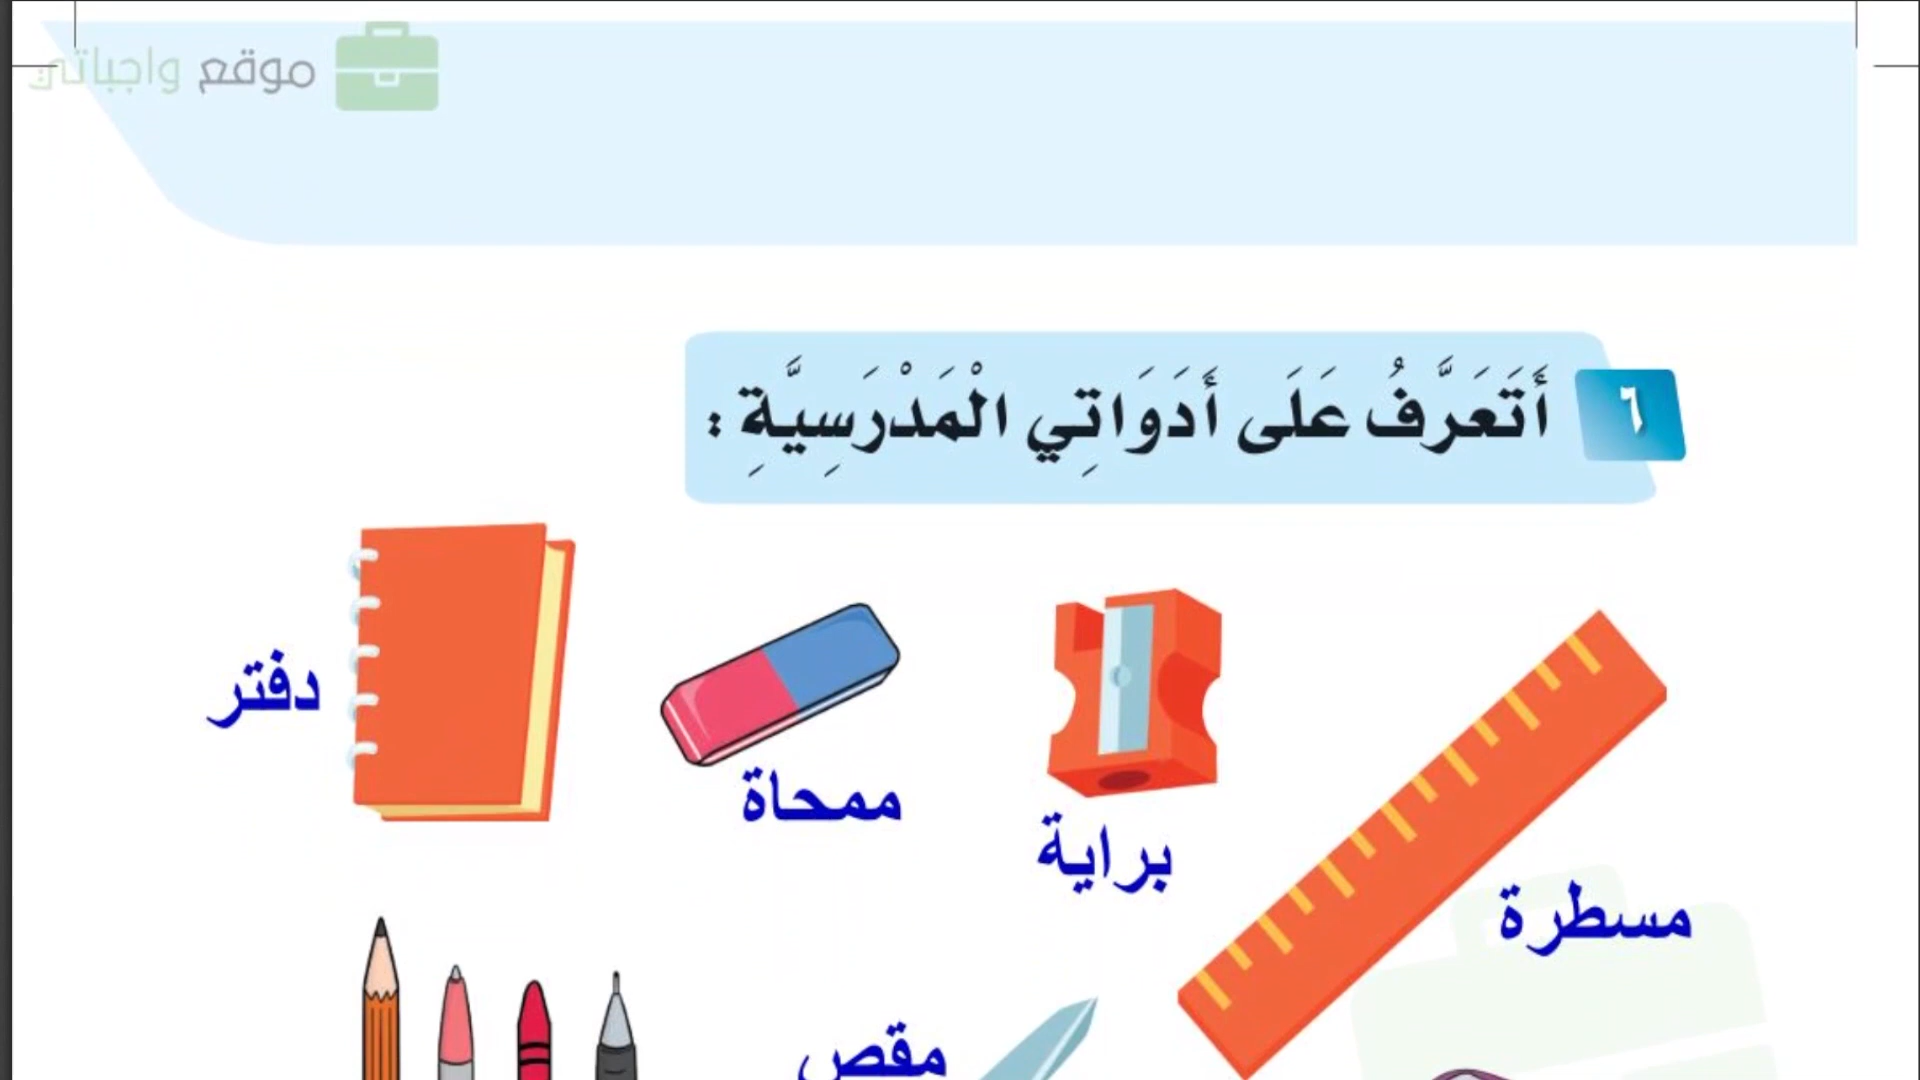 موقع واجباتي
٦
أَتَعَرَّفُ عَلَى أَدَوَاتِي الْمَدْرَسِيَّةِ :
دفتر
ممحاة
براية
مسطرة
مقص